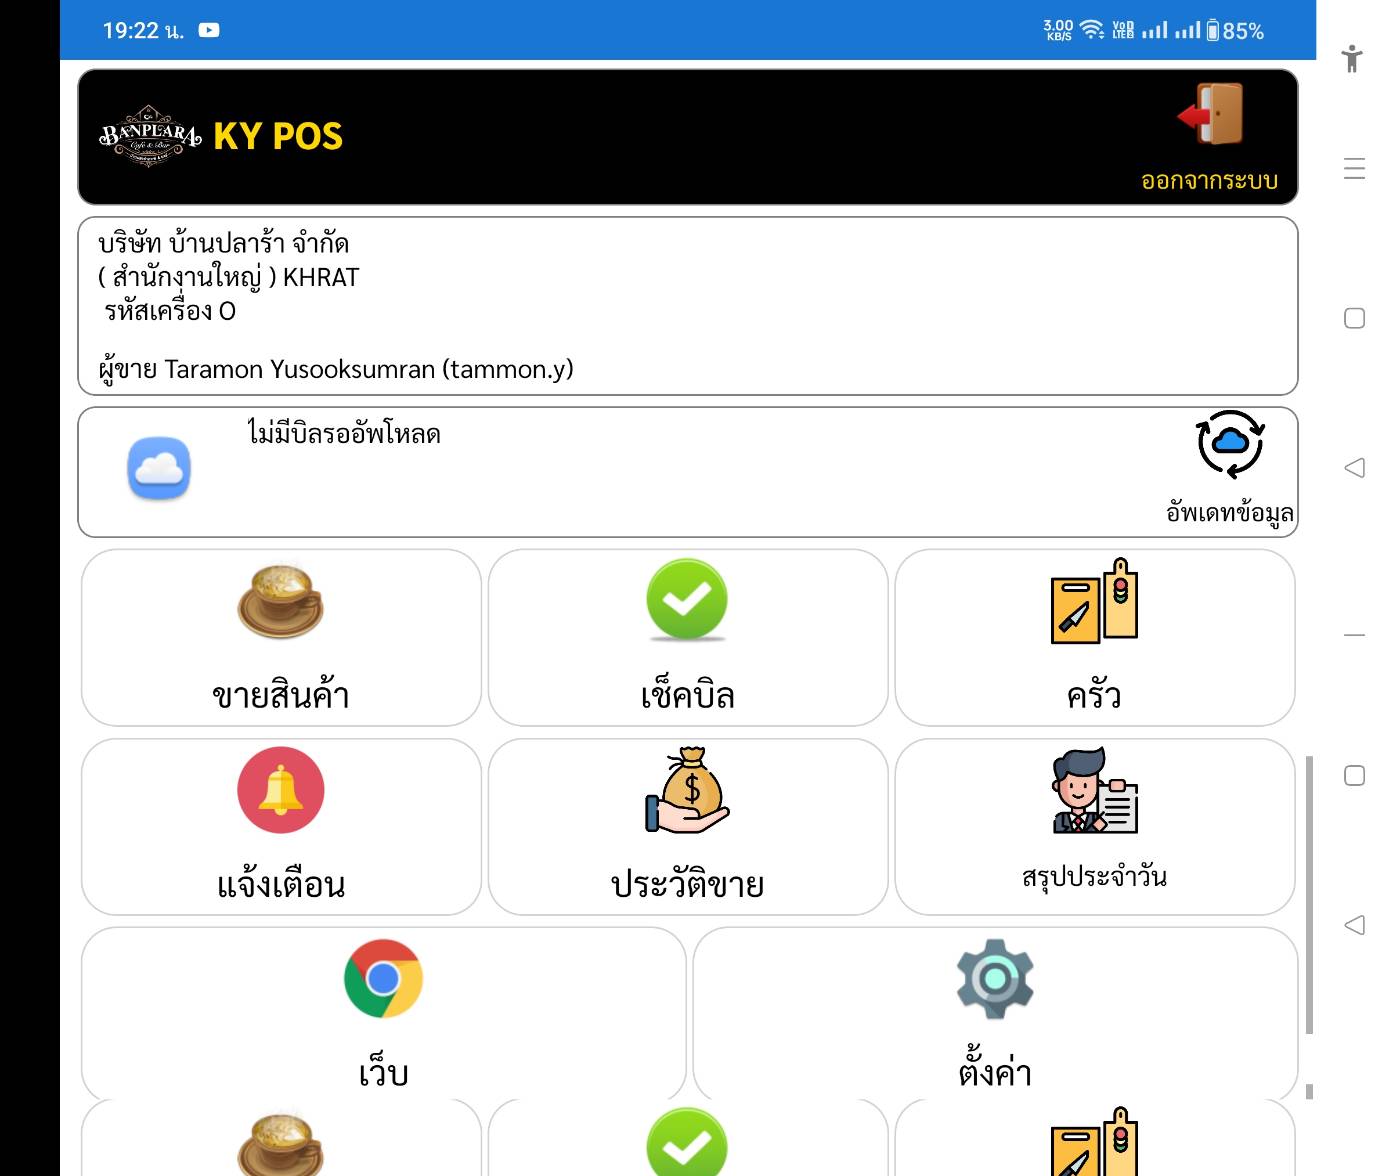 19:22 น.
3.00 KB/S
VoD LTE2
85%
BANPLARA
Café & Bar
KY POS
ออกจากระบบ
บริษัท บ้านปลาร้า จำกัด
( สำนักงานใหญ่ ) KHRAT
รหัสเครื่อง O
ผู้ขาย Taramon Yusooksumran (tammon.y)
ไม่มีบิลรออัพโหลด
อัพเดทข้อมูล
ขายสินค้า
เช็คบิล
ครัว
แจ้งเตือน
ประวัติขาย
สรุปประจำวัน
เว็บ
ตั้งค่า